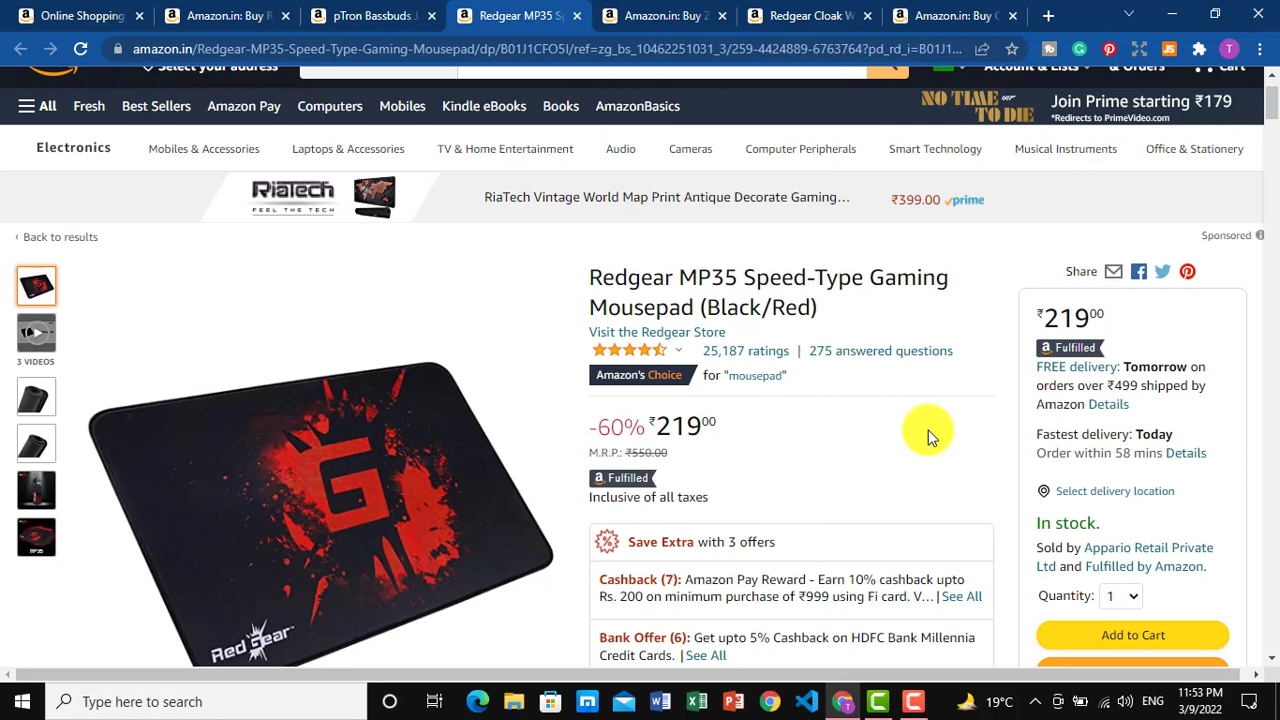 Online Shopping
Amazon.in: Buy R
pTron Bassbuds J
Redgear MP35 Sp
Amazon.in: Buy Z
Redgear Cloak W
Amazon.in: Buy C
amazon.in/Redgear-MP35-Speed-Type-Gaming-Mousepad/dp/B01J1CFO5I/ref=zg_bs_10462251031_3/259-4424889-6763764?pd_rd_i=B01J1...
Select your address
Account & Lists
& Orders
Cart
All
Fresh
Best Sellers
Amazon Pay
Computers
Mobiles
Kindle eBooks
Books
AmazonBasics
NO TIME TO DIE
Join Prime starting ₹179
*Redirects to PrimeVideo.com
Electronics
Mobiles & Accessories
Laptops & Accessories
TV & Home Entertainment
Audio
Cameras
Computer Peripherals
Smart Technology
Musical Instruments
Office & Stationery
RiATECH
FEEL THE TECH
RiaTech Vintage World Map Print Antique Decorate Gaming...
₹399.00 prime
‹ Back to results
Sponsored
3 VIDEOS
MP35
G
RedGear
Redgear MP35 Speed-Type Gaming
Mousepad (Black/Red)
Visit the Redgear Store
25,187 ratings | 275 answered questions
Amazon's Choice for "mousepad"
-60% ₹219 00
M.R.P.: ₹550.00
a Fulfilled
Inclusive of all taxes
Save Extra with 3 offers
Cashback (7): Amazon Pay Reward - Earn 10% cashback upto
Rs. 200 on minimum purchase of ₹999 using Fi card. V... | See All
Bank Offer (6): Get upto 5% Cashback on HDFC Bank Millennia
Credit Cards. | See All
Share
₹219 00
a Fulfilled
FREE delivery: Tomorrow on
orders over ₹499 shipped by
Amazon Details
Fastest delivery: Today
Order within 58 mins Details
Select delivery location
In stock.
Sold by Appario Retail Private
Ltd and Fulfilled by Amazon.
Quantity: 1
Add to Cart
Type here to search
19°C
ENG
11:53 PM
3/9/2022